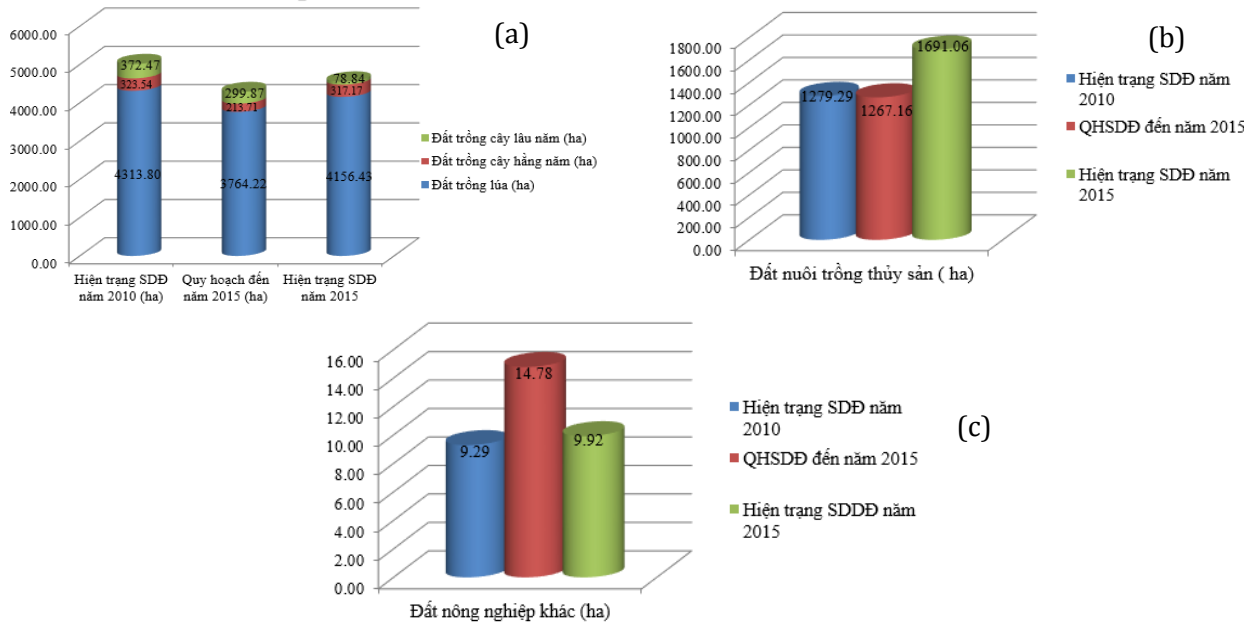 (a)
6000.00
5000.00
4000.00
3000.00
2000.00
1000.00
0.00
372.47
323.54
4313.80
299.87
213.71
3764.22
78.84
317.17
4156.43
Hiện trạng SDĐ
năm 2010 (ha)
Quy hoạch đến
năm 2015 (ha)
Hiện trạng SDĐ
năm 2015
Đất trồng cây lâu năm (ha)
Đất trồng cây hằng năm (ha)
Đất trồng lúa (ha)
(b)
1800.00
1600.00
1400.00
1200.00
1000.00
800.00
600.00
400.00
200.00
0.00
1279.29
1267.16
1691.06
Đất nuôi trồng thủy sản ( ha)
Hiện trạng SDĐ năm
2010
QHSDĐ đến năm 2015
Hiện trạng SDĐ năm
2015
16.00
14.00
12.00
10.00
8.00
6.00
4.00
2.00
0.00
9.29
14.78
9.92
Đất nông nghiệp khác (ha)
Hiện trạng SDĐ năm
2010
QHSDĐ đến năm 2015
Hiện trạng SDDĐ năm
2015
(c)